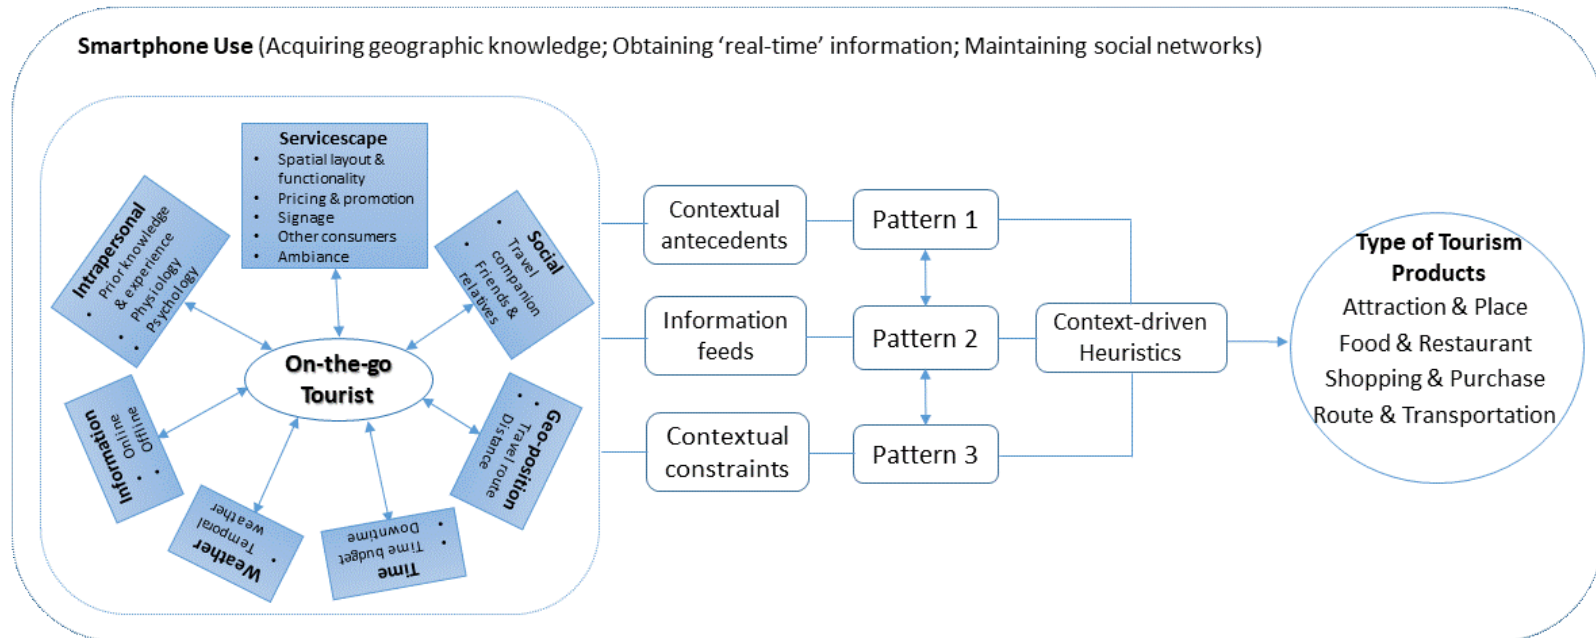 Smartphone Use (Acquiring geographic knowledge; Obtaining ‘real-time’ information; Maintaining social networks)
Servicescape
• Spatial layout &
functionality
• Pricing & promotion
• Signage
• Other consumers
• Ambiance
Intrapersonal
• Prior knowledge
& experience
• Physiology
• Psychology
Social
• Travel
companion
• Friends &
relatives
On-the-go
Tourist
Information
• Online
• Offline
Weather
• Temporal
weather
Time
• Time budget
• Downtime
Geo-position
• Travel route
• Distance
Contextual
antecedents
Information
feeds
Contextual
constraints
Pattern 1
Pattern 2
Pattern 3
Context-driven
Heuristics
Type of Tourism
Products
Attraction & Place
Food & Restaurant
Shopping & Purchase
Route & Transportation